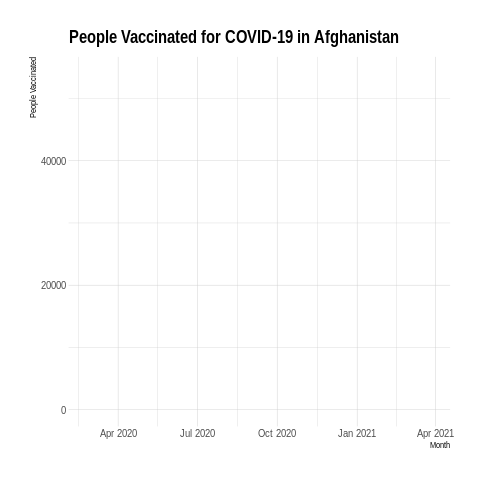 People Vaccinated for COVID-19 in Afghanistan
People Vaccinated
40000
20000
0
Apr 2020 Jul 2020 Oct 2020 Jan 2021 Apr 2021
Month